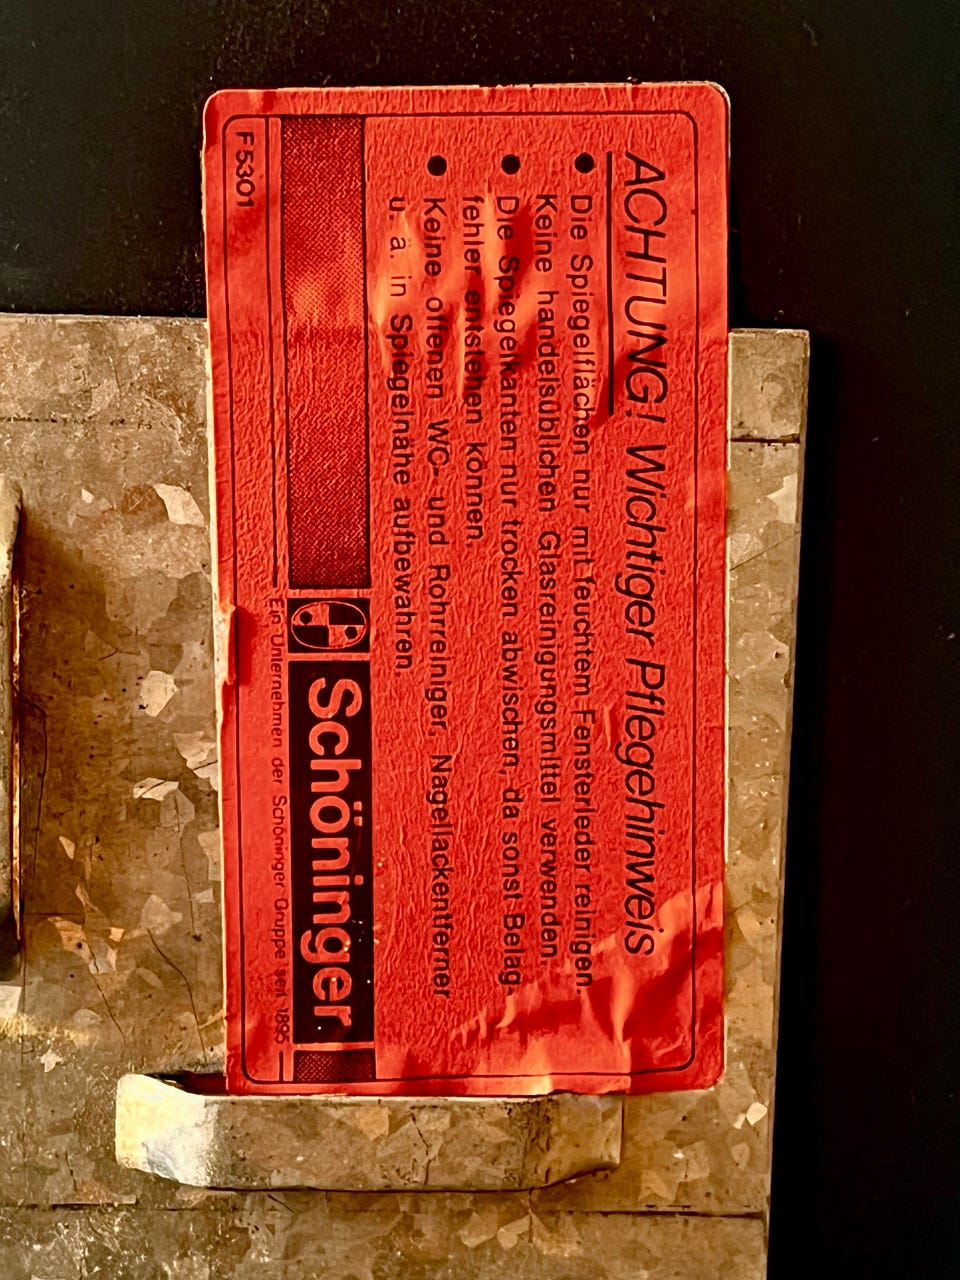 ACHTUNG! Wichtiger Pflegehinweis
● Die Spiegelflächen nur mit feuchtem Fensterleder reinigen.
Keine handelsüblichen Glasreinigungsmittel verwenden.
● Die Spiegelkanten nur trocken abwischen, da sonst Belag-
fehler entstehen können.
● Keine offenen WC- und Rohrreiniger, Nagellackentferner
u. ä. in Spiegelnähe aufbewahren.
Schöninger
Ein Unternehmen der Schöninger Gruppe seit 1895
F 5301